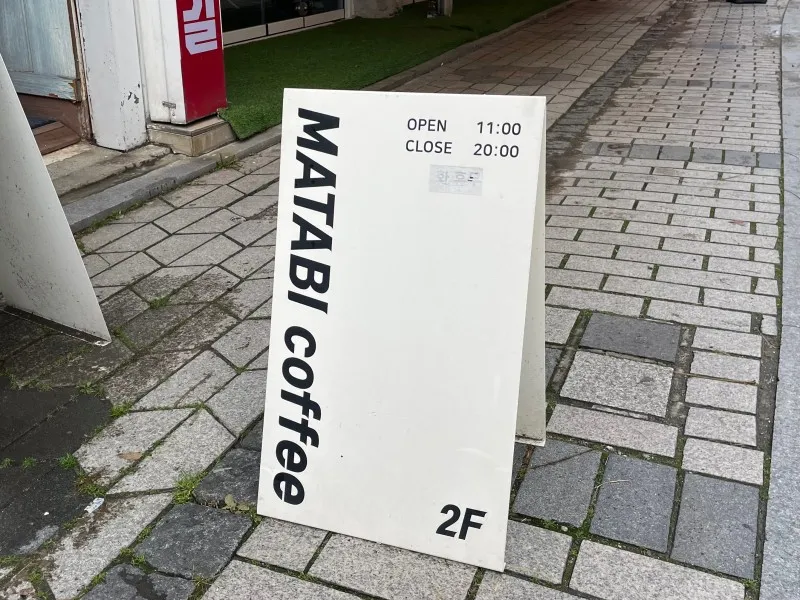 MATABI coffee
OPEN 11:00
CLOSE 20:00
2F